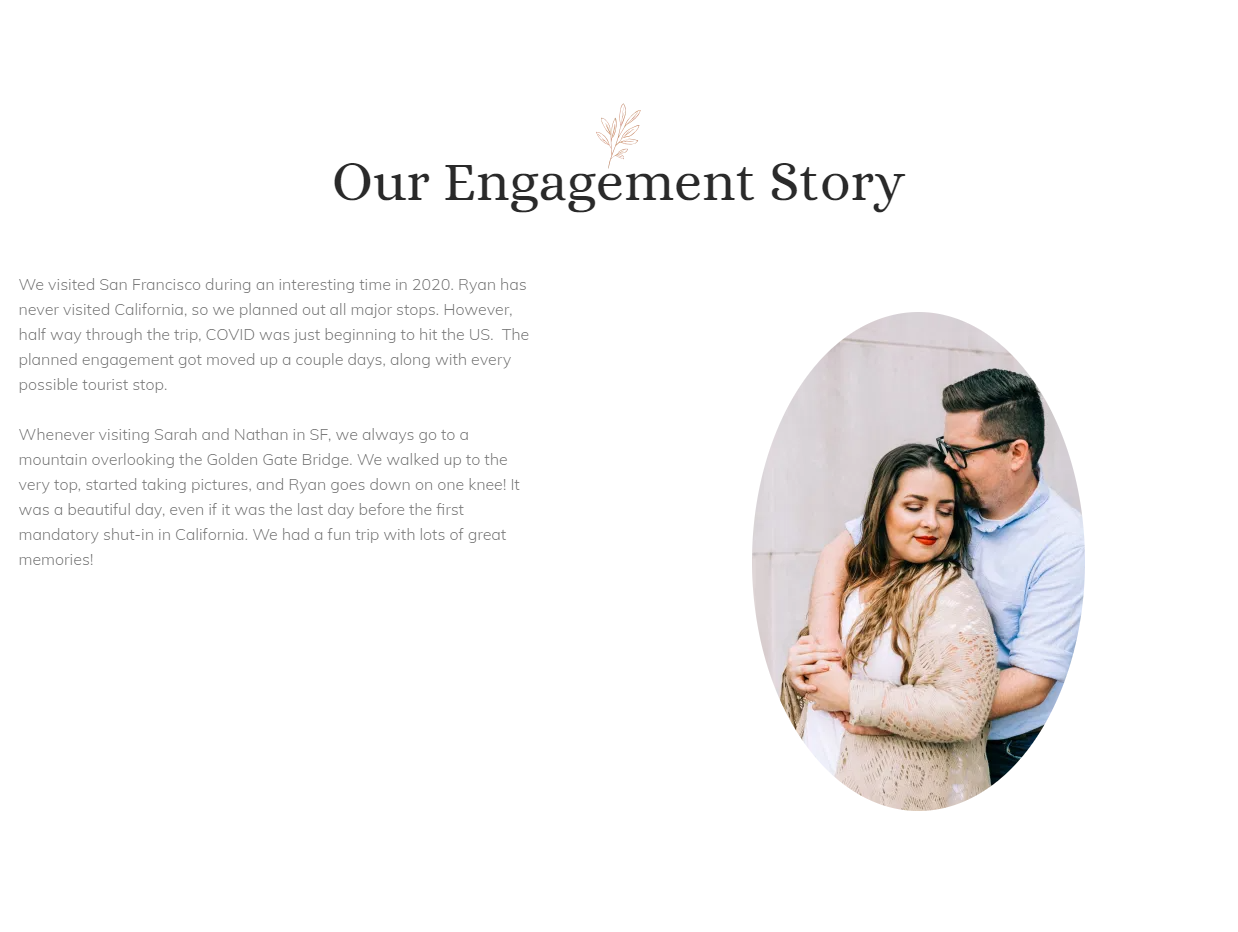 Our Engagement Story
We visited San Francisco during an interesting time in 2020. Ryan has
never visited California, so we planned out all major stops. However,
half way through the trip, COVID was just beginning to hit the US.  The
planned engagement got moved up a couple days, along with every
possible tourist stop.
Whenever visiting Sarah and Nathan in SF, we always go to a
mountain overlooking the Golden Gate Bridge. We walked up to the
very top, started taking pictures, and Ryan goes down on one knee! It
was a beautiful day, even if it was the last day before the first
mandatory shut-in in California. We had a fun trip with lots of great
memories!